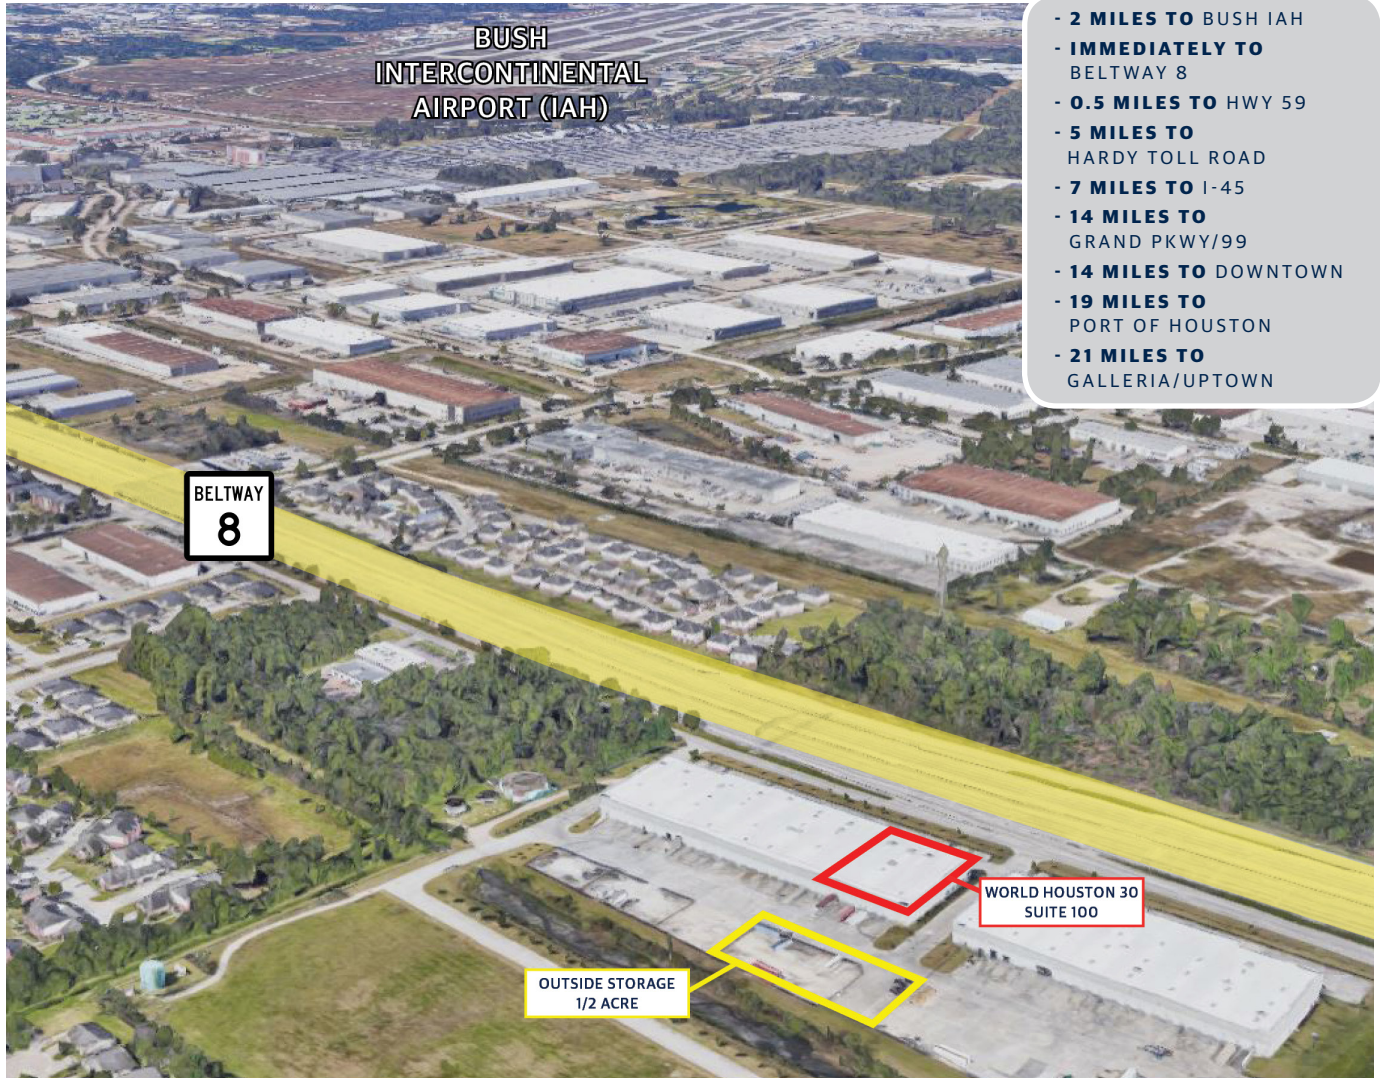 BUSH
INTERCONTINENTAL
AIRPORT (IAH)
- 2 MILES TO BUSH IAH
- IMMEDIATELY TO
BELTWAY 8
- 0.5 MILES TO HWY 59
- 5 MILES TO
HARDY TOLL ROAD
- 7 MILES TO I-45
- 14 MILES TO
GRAND PKWY/99
- 14 MILES TO DOWNTOWN
- 19 MILES TO
PORT OF HOUSTON
- 21 MILES TO
GALLERIA/UPTOWN
BELTWAY
8
WORLD HOUSTON 30
SUITE 100
OUTSIDE STORAGE
1/2 ACRE